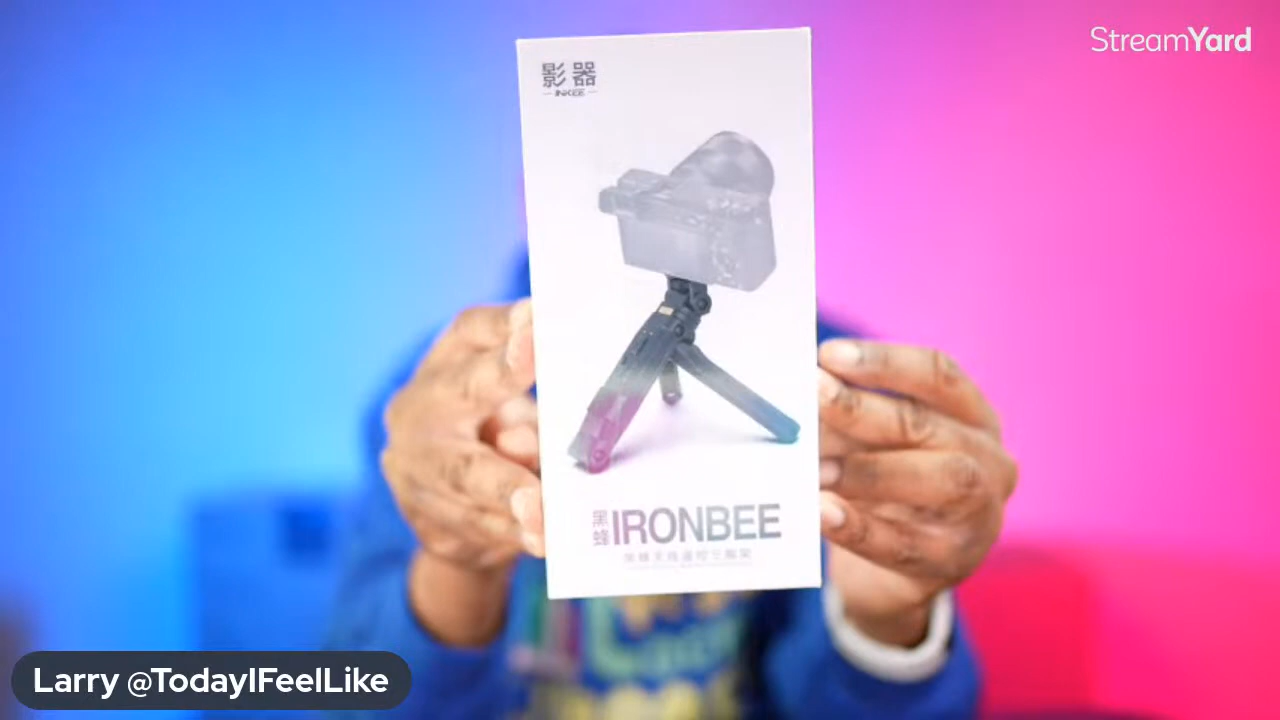 StreamYard
影器
INKEE
黑蜂
IRONBEE
Larry @TodayIFeelLike